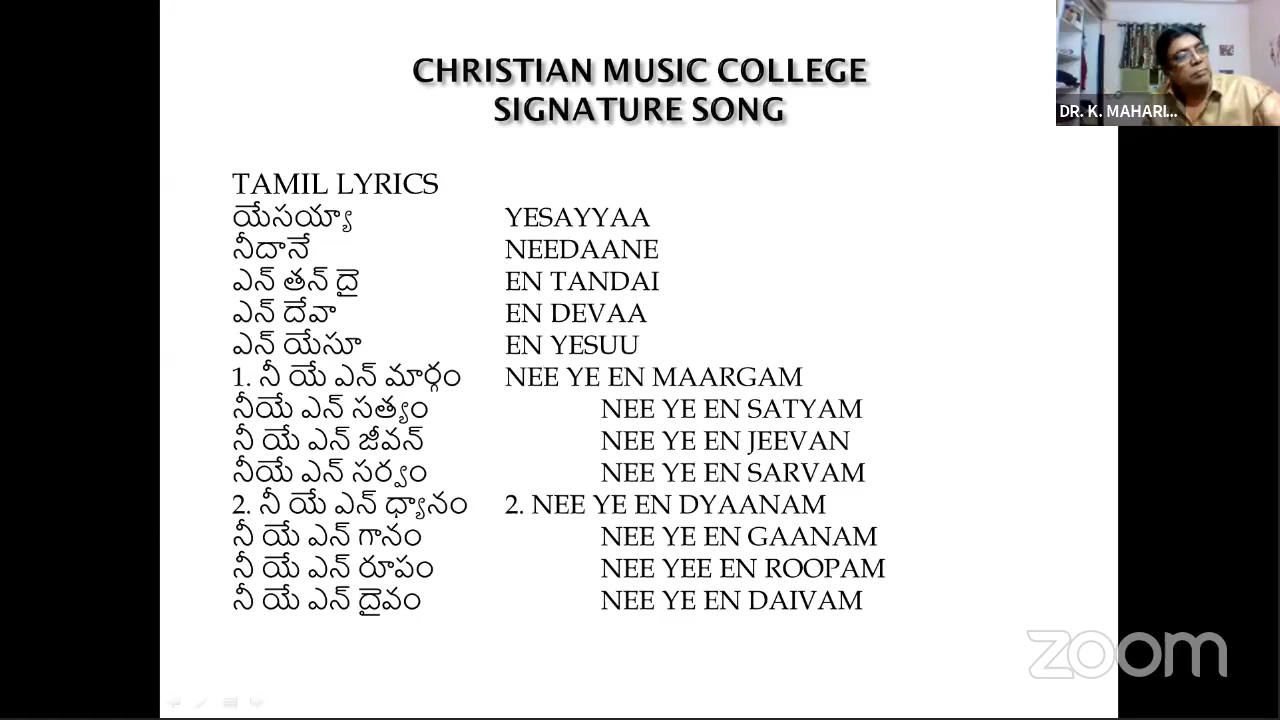 CHRISTIAN MUSIC COLLEGE
SIGNATURE SONG
DR. K. MAHARI...
TAMIL LYRICS
యేసయ్యా YESAYYAA
నీదానే NEEDAANE
ఎన్ తన్ దై EN TANDAI
ఎన్ దేవా EN DEVAA
ఎన్ యేసూ EN YESUU
1. నీ యే ఎన్ మార్గం NEE YE EN MAARGAM
నీయే ఎన్ సత్యం NEE YE EN SATYAM
నీ యే ఎన్ జీవన్ NEE YE EN JEEVAN
నీయే ఎన్ సర్వం NEE YE EN SARVAM
2. నీ యే ఎన్ ధ్యానం 2. NEE YE EN DYAANAM
నీ యే ఎన్ గానం NEE YE EN GAANAM
నీ యే ఎన్ రూపం NEE YEE EN ROOPAM
నీ యే ఎన్ దైవం NEE YE EN DAIVAM
zoom